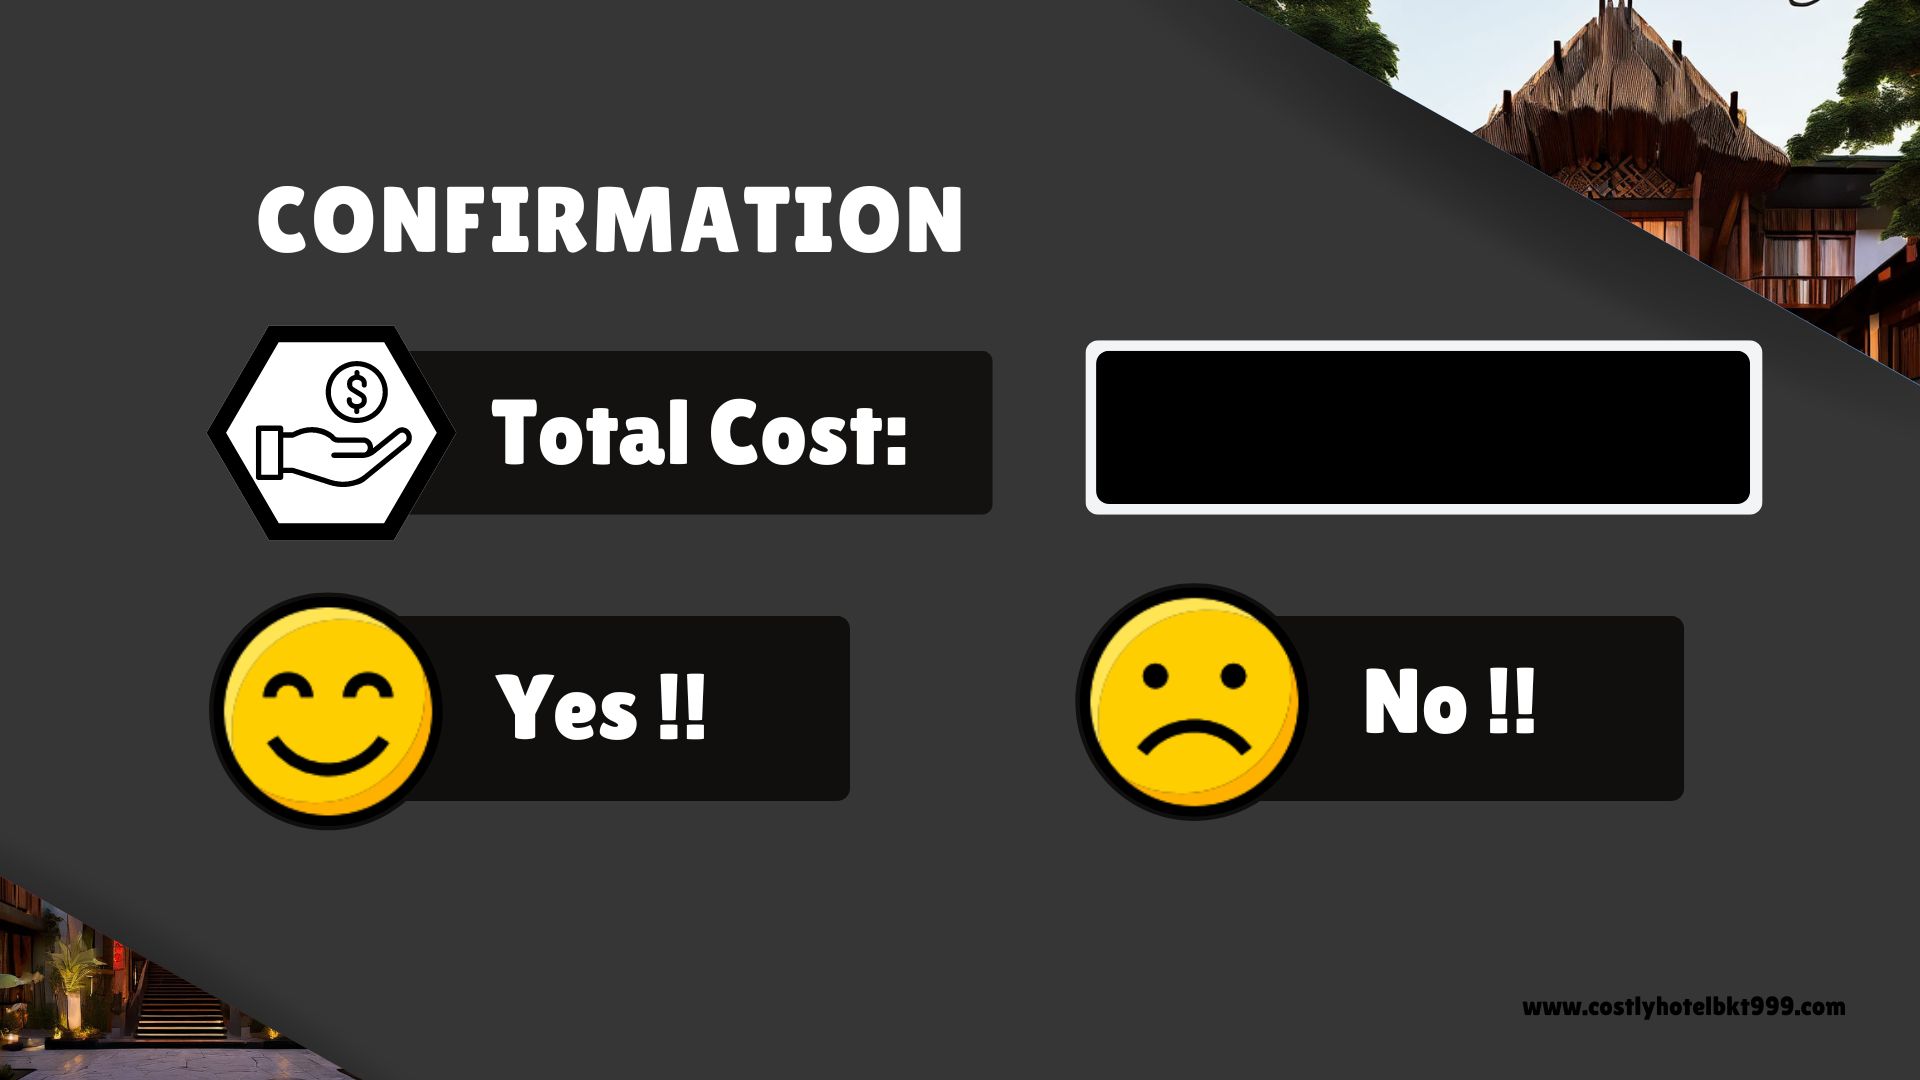 CONFIRMATION
$
Total Cost:
Yes !!
No !!
www.costlyhotelbkt999.com